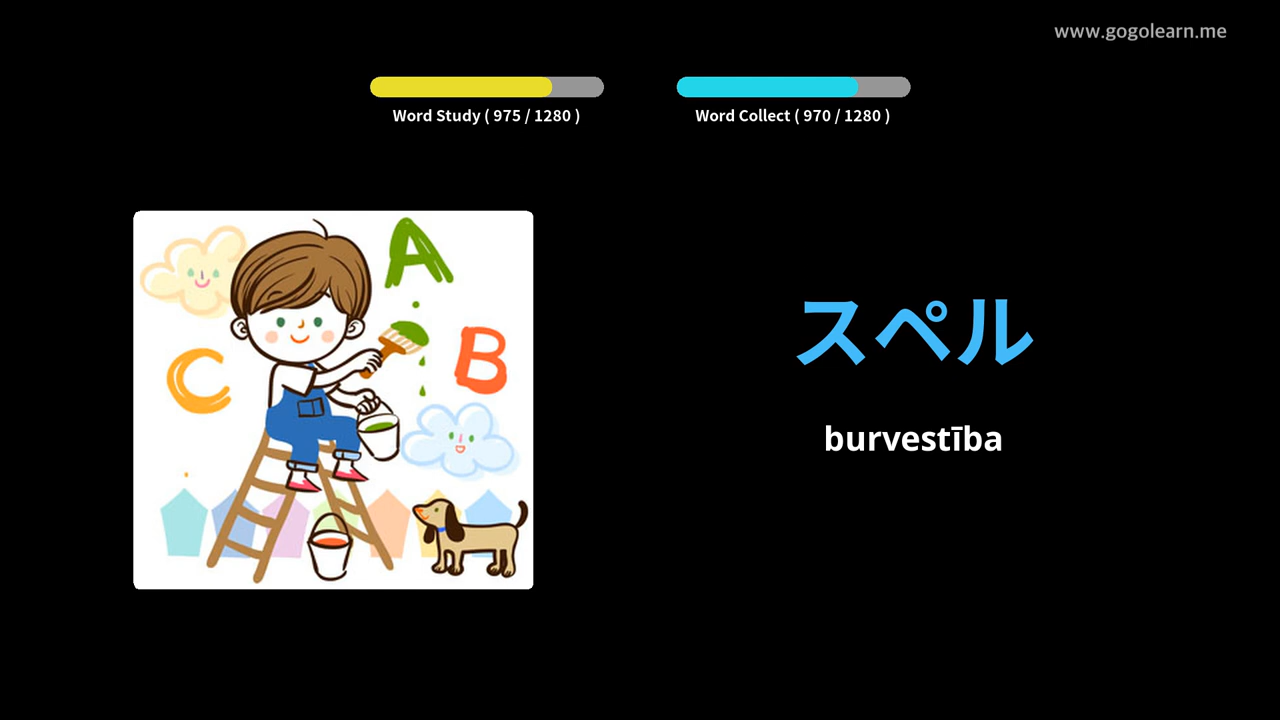 www.gogolearn.me
Word Study ( 975 / 1280 )
Word Collect ( 970 / 1280 )
A
B
C
スペル
burvestība